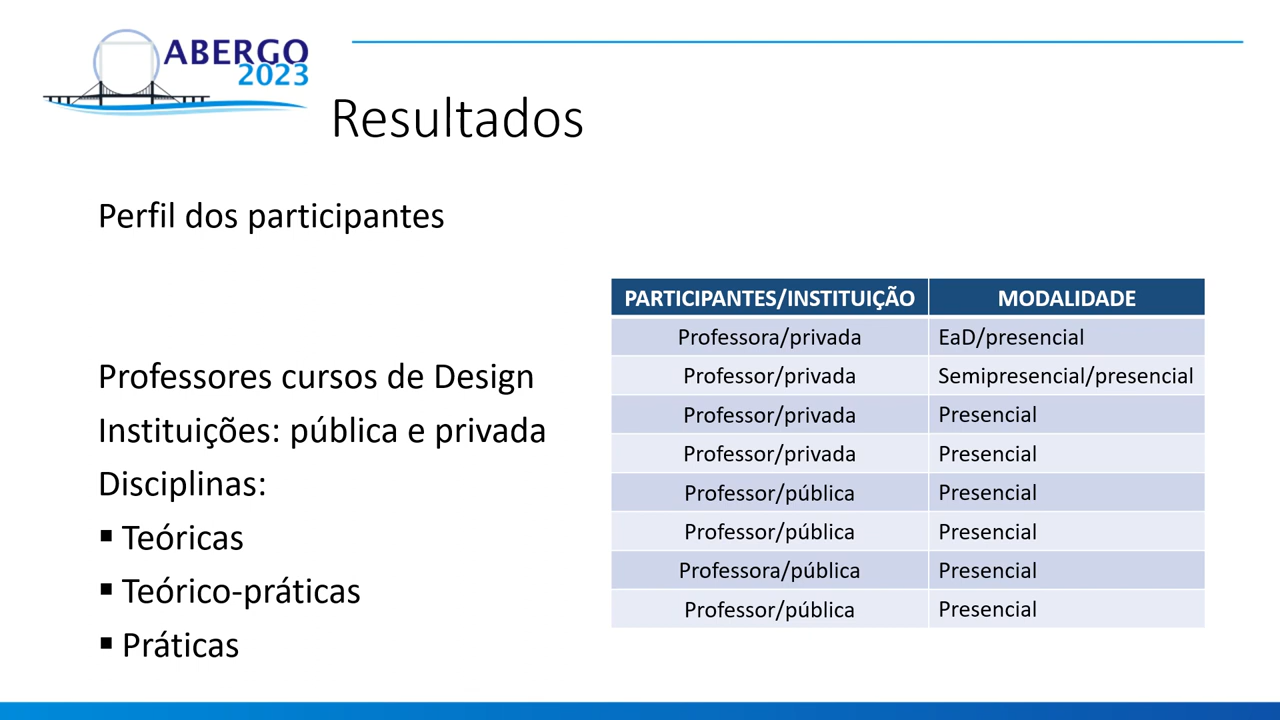 ABERGO
2023
Resultados
Perfil dos participantes
Professores cursos de Design
Instituições: pública e privada
Disciplinas:
▪ Teóricas
▪ Teórico-práticas
▪ Práticas
PARTICIPANTES/INSTITUIÇÃO MODALIDADE
Professora/privada EaD/presencial
Professor/privada Semipresencial/presencial
Professor/privada Presencial
Professor/privada Presencial
Professor/pública Presencial
Professor/pública Presencial
Professora/pública Presencial
Professor/pública Presencial